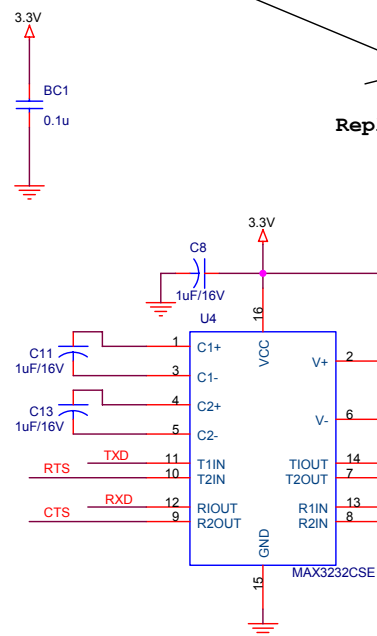 3.3V
BC1
0.1u
Rep
3.3V
C8
1uF/16V
U4
16
VCC
C11
1uF/16V
1
C1+
3
C1-
C13
1uF/16V
4
C2+
5
C2-
V+
2
V-
6
TXD
11
T1IN
RTS
10
T2IN
TIOUT
14
T2OUT
7
RXD
12
RIOUT
CTS
9
R2OUT
R1IN
13
R2IN
8
GND
15
MAX3232CSE